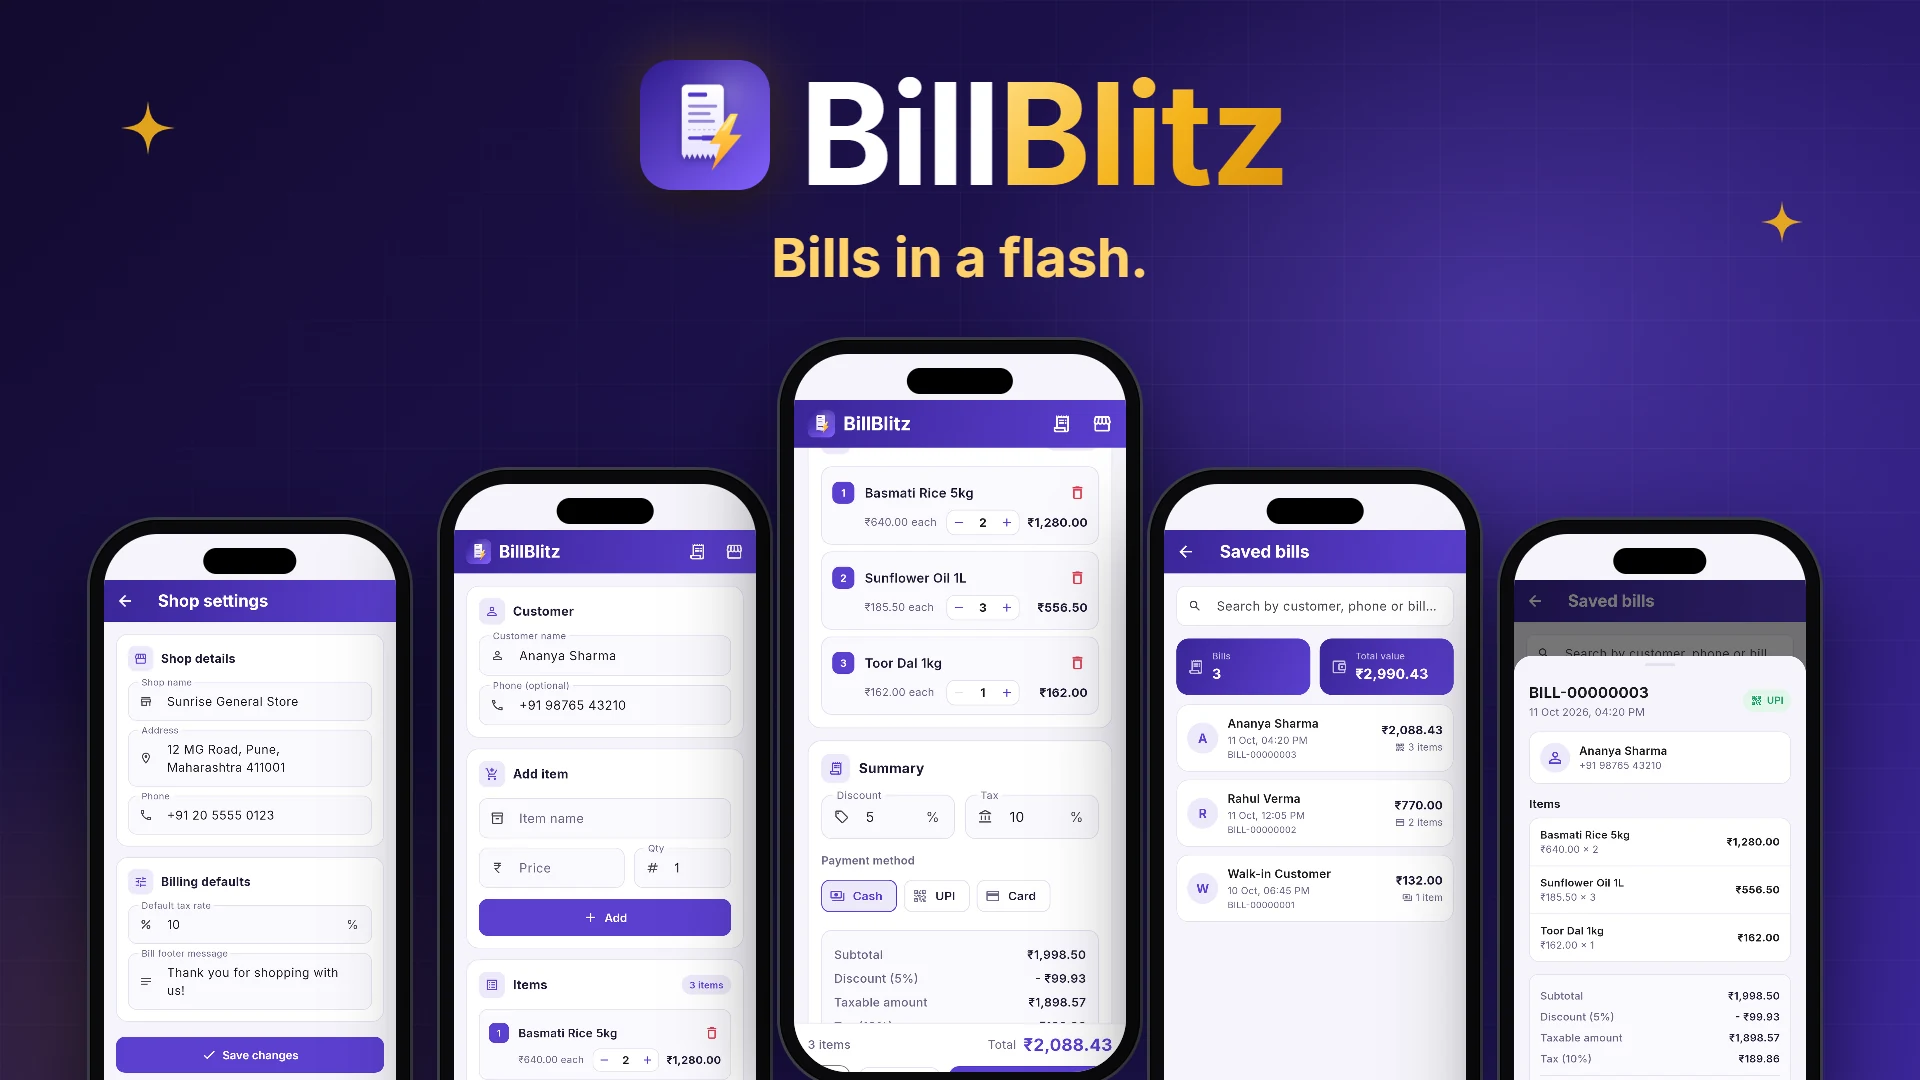 BillBlitz
Bills in a flash.
Shop settings
Shop details
Shop name
Sunrise General Store
Address
12 MG Road, Pune,
Maharashtra 411001
Phone
+91 20 5555 0123
Billing defaults
Default tax rate
% 10 %
Bill footer message
Thank you for shopping with
us!
Save changes
BillBlitz
Customer
Customer name
Ananya Sharma
Phone (optional)
+91 98765 43210
Add item
Item name
₹ Price
Qty
# 1
+ Add
Items 3 items
1 Basmati Rice 5kg
₹640.00 each − 2 + ₹1,280.00
BillBlitz
1 Basmati Rice 5kg
₹640.00 each − 2 + ₹1,280.00
2 Sunflower Oil 1L
₹185.50 each − 3 + ₹556.50
3 Toor Dal 1kg
₹162.00 each − 1 + ₹162.00
Summary
Discount Tax
5 % 10 %
Payment method
Cash UPI Card
Subtotal ₹1,998.50
Discount (5%) - ₹99.93
Taxable amount ₹1,898.57
3 items Total ₹2,088.43
Saved bills
Search by customer, phone or bill...
Bills
3
Total value
₹2,990.43
A Ananya Sharma ₹2,088.43
11 Oct, 04:20 PM 3 items
BILL-00000003
R Rahul Verma ₹770.00
11 Oct, 12:05 PM 2 items
BILL-00000002
W Walk-in Customer ₹132.00
10 Oct, 06:45 PM 1 item
BILL-00000001
Saved bills
Search by customer, phone or bill
BILL-00000003 UPI
11 Oct 2026, 04:20 PM
Ananya Sharma
+91 98765 43210
Items
Basmati Rice 5kg ₹1,280.00
₹640.00 × 2
Sunflower Oil 1L ₹556.50
₹185.50 × 3
Toor Dal 1kg ₹162.00
₹162.00 × 1
Subtotal ₹1,998.50
Discount (5%) - ₹99.93
Taxable amount ₹1,898.57
Tax (10%) ₹189.86